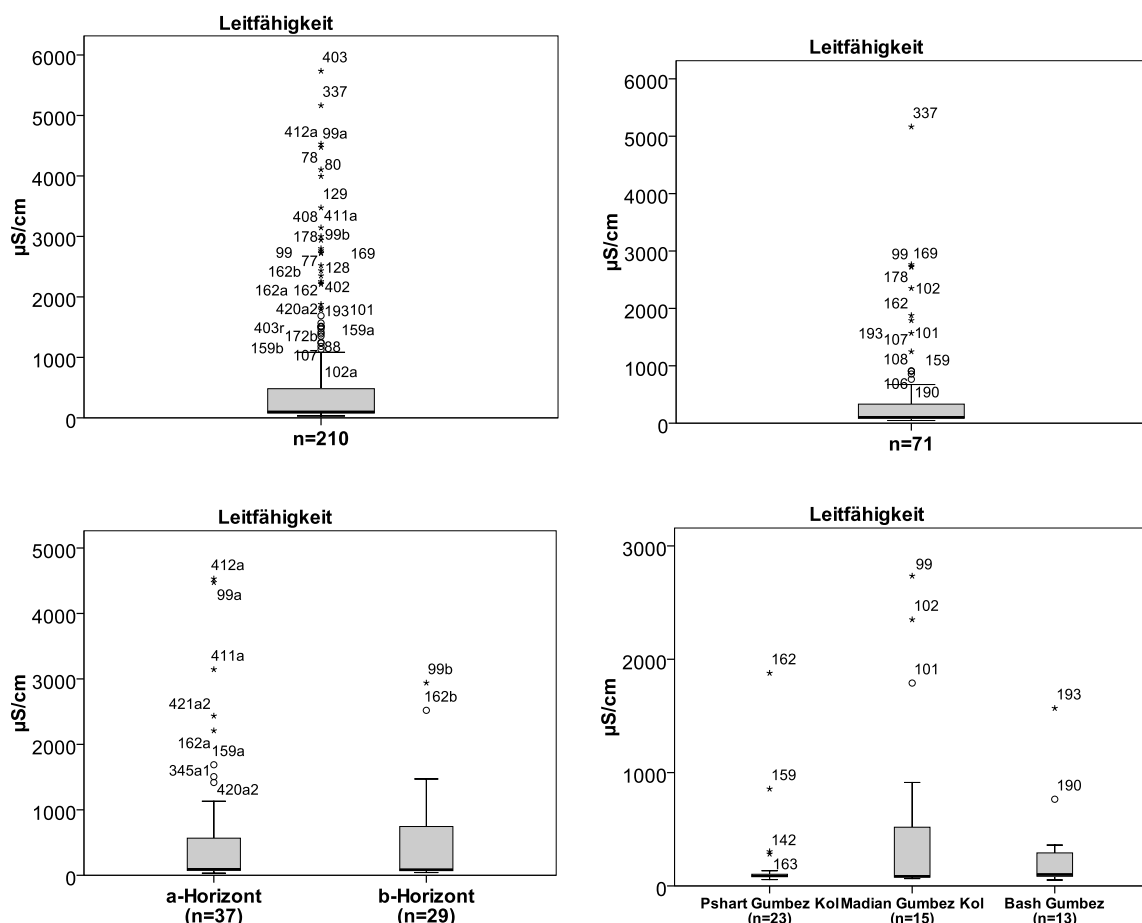 Leitfähigkeit
µS/cm
6000
5000
4000
3000
2000
1000
0
403
337
412a 99a
78 80
129
408 411a
178 99b
99 77 169
162b 128
162a 162 402
420a2 193 101
403r 172b 159a
159b 107 88
102a
n=210
Leitfähigkeit
µS/cm
6000
5000
4000
3000
2000
1000
0
337
99 169
178 102
162
193 107 101
108 159
106 190
n=71
Leitfähigkeit
µS/cm
5000
4000
3000
2000
1000
0
412a
99a
411a
421a2
162a 159a
345a1
420a2
99b
162b
a-Horizont
(n=37)
b-Horizont
(n=29)
Leitfähigkeit
µS/cm
3000
2000
1000
0
162
159
142
163
99
102
101
193
190
Pshart Gumbez Kol
(n=23)
Madian Gumbez Kol
(n=15)
Bash Gumbez
(n=13)